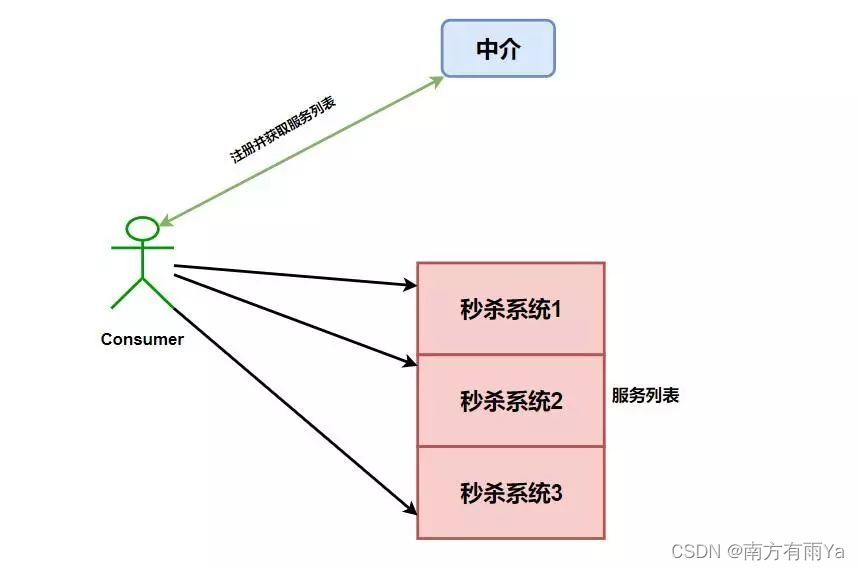 中介
注册并获取服务列表
Consumer
秒杀系统1
秒杀系统2
服务列表
秒杀系统3
CSDN @南方有雨Ya